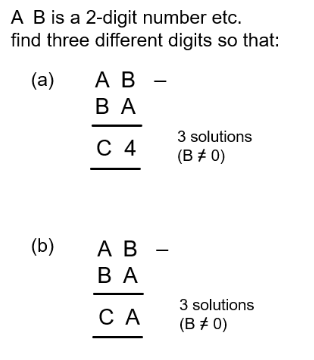 A B is a 2-digit number etc.
find three different digits so that:
(a) A B –
B A
C 4
3 solutions
(B ≠ 0)
(b) A B –
B A
C A
3 solutions
(B ≠ 0)